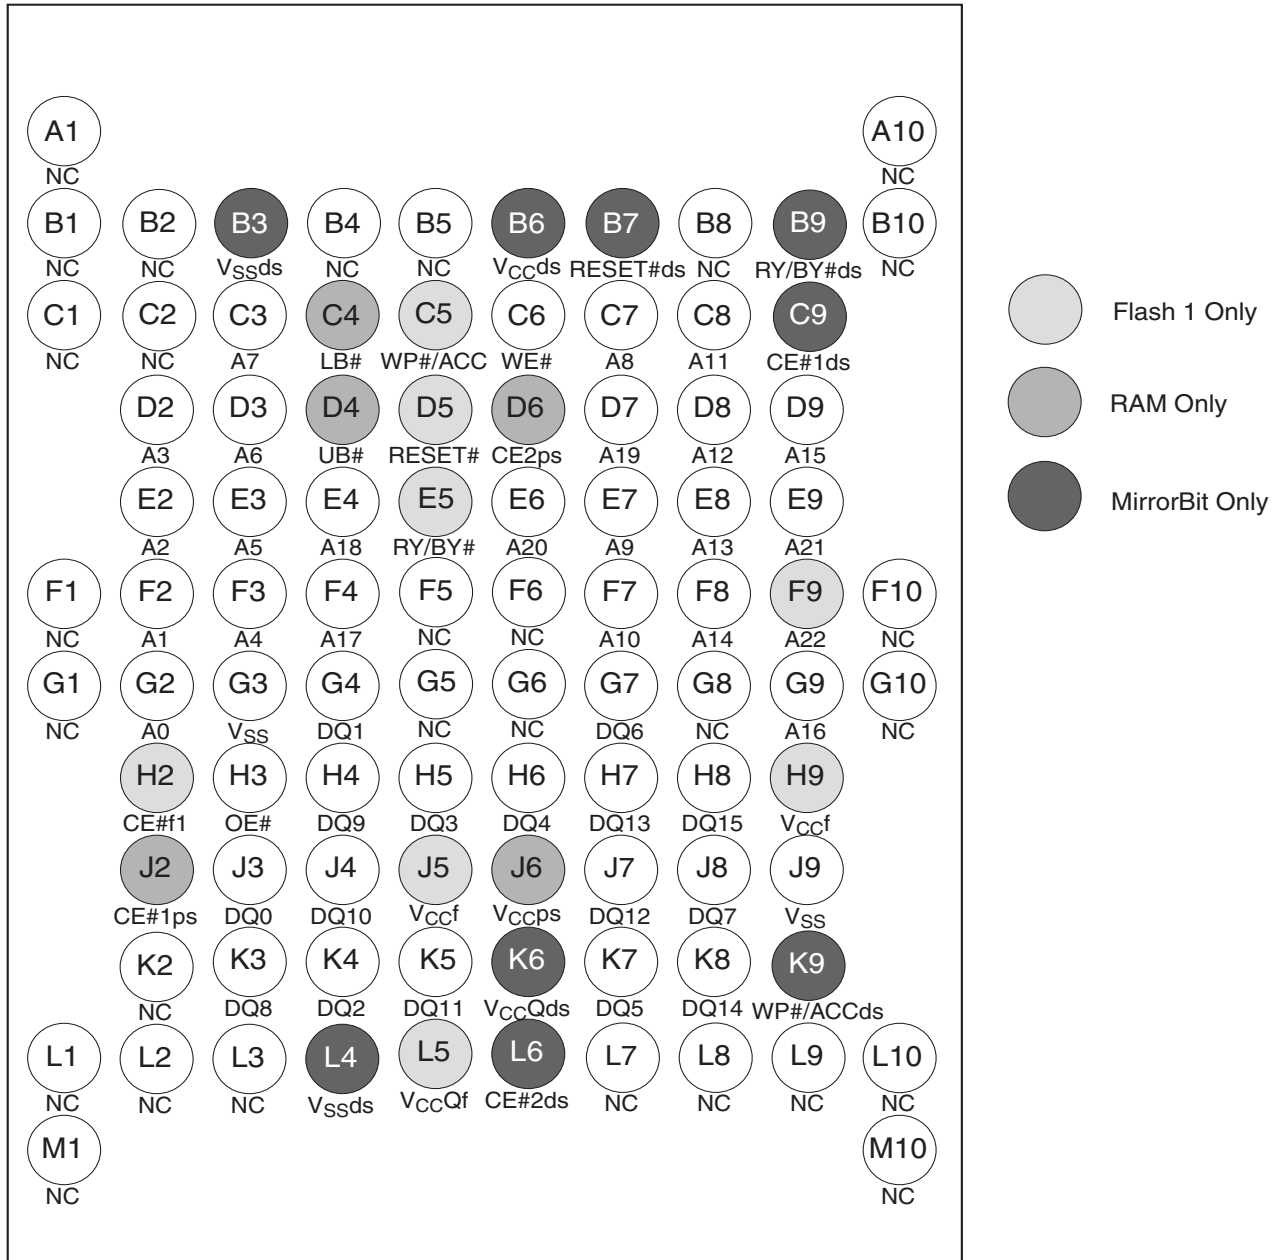 A1 A10
NC NC
B1 B2 B3 B4 B5 B6 B7 B8 B9 B10
NC NC VSSds NC NC VCCds RESET#ds NC RY/BY#ds NC
C1 C2 C3 C4 C5 C6 C7 C8 C9
NC NC A7 LB# WP#/ACC WE# A8 A11 CE#1ds
D2 D3 D4 D5 D6 D7 D8 D9
A3 A6 UB# RESET# CE2ps A19 A12 A15
E2 E3 E4 E5 E6 E7 E8 E9
A2 A5 A18 RY/BY# A20 A9 A13 A21
F1 F2 F3 F4 F5 F6 F7 F8 F9 F10
NC A1 A4 A17 NC NC A10 A14 A22 NC
G1 G2 G3 G4 G5 G6 G7 G8 G9 G10
NC A0 VSS DQ1 NC NC DQ6 NC A16 NC
H2 H3 H4 H5 H6 H7 H8 H9
CE#f1 OE# DQ9 DQ3 DQ4 DQ13 DQ15 VCCf
J2 J3 J4 J5 J6 J7 J8 J9
CE#1ps DQ0 DQ10 VCCf VCCps DQ12 DQ7 VSS
K2 K3 K4 K5 K6 K7 K8 K9
NC DQ8 DQ2 DQ11 VCCQds DQ5 DQ14 WP#/ACCds
L1 L2 L3 L4 L5 L6 L7 L8 L9 L10
NC NC NC VSSds VCCQf CE#2ds NC NC NC NC
M1 M10
NC NC
Flash 1 Only
RAM Only
MirrorBit Only